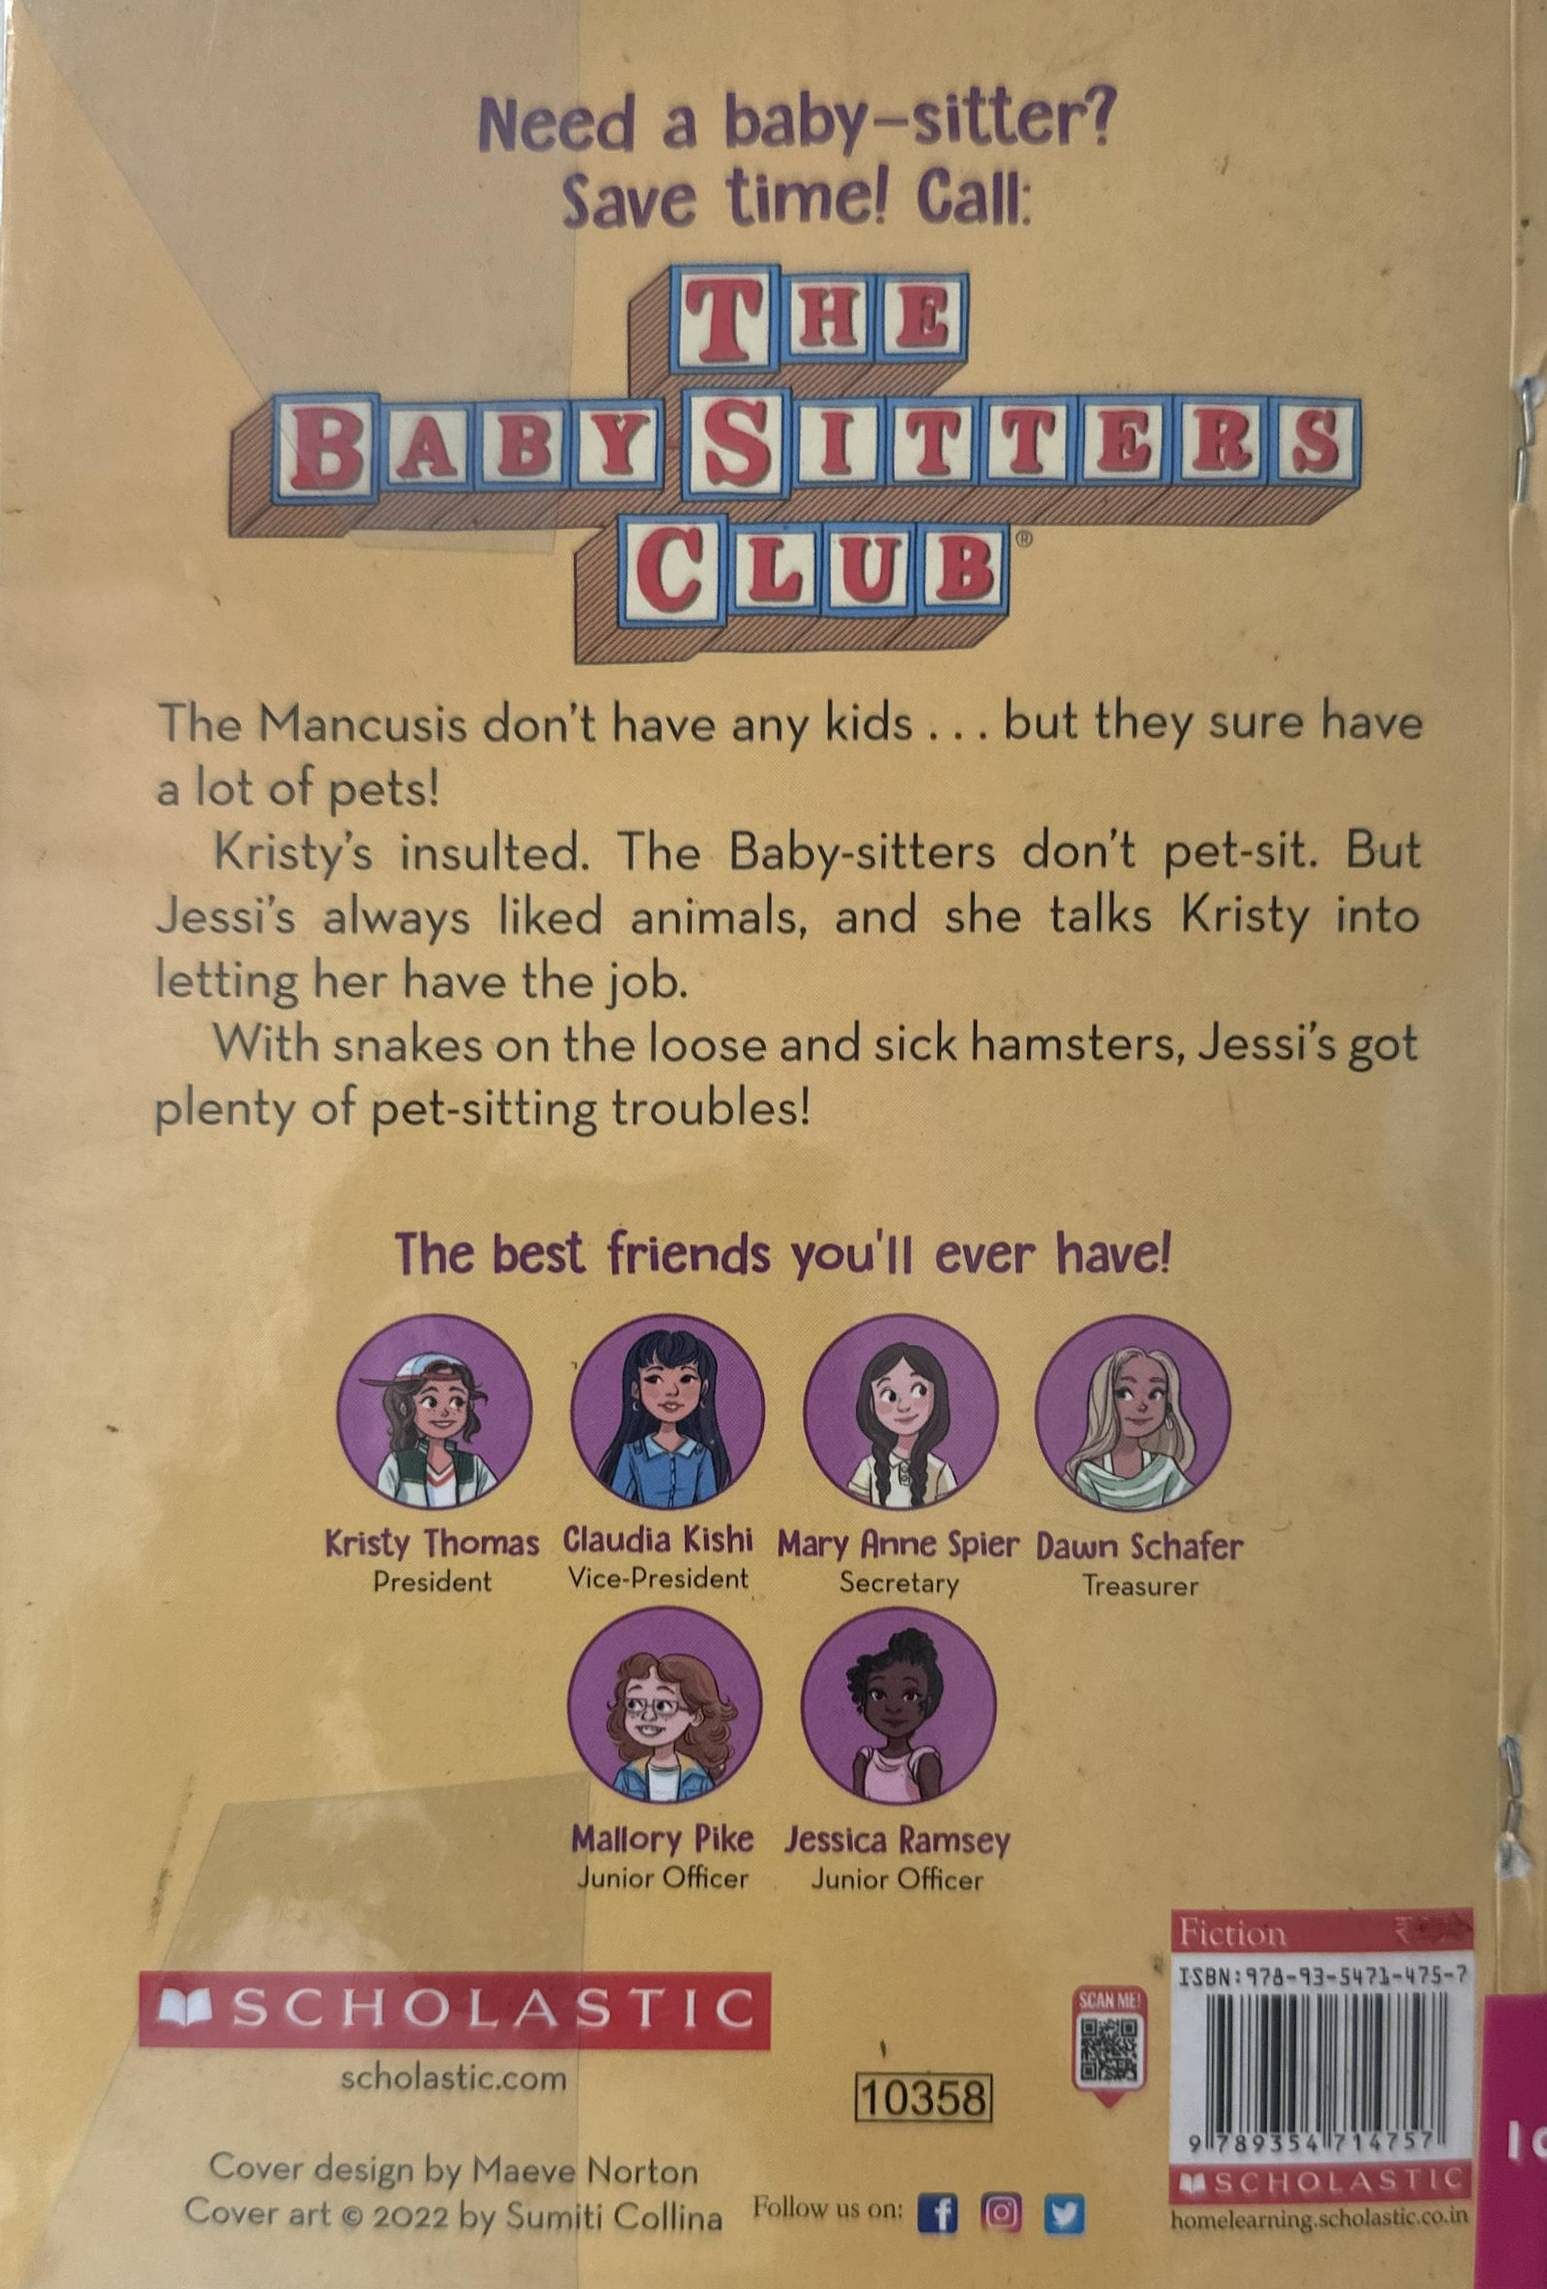 Need a baby-sitter?
Save time! Call:
THE
BABY SITTERS
CLUB®
The Mancusis don't have any kids . . . but they sure have
a lot of pets!
Kristy's insulted. The Baby-sitters don't pet-sit. But
Jessi's always liked animals, and she talks Kristy into
letting her have the job.
With snakes on the loose and sick hamsters, Jessi's got
plenty of pet-sitting troubles!
The best friends you'll ever have!
Kristy Thomas Claudia Kishi Mary Anne Spier Dawn Schafer
President Vice-President Secretary Treasurer
Mallory Pike Jessica Ramsey
Junior Officer Junior Officer
SCHOLASTIC
scholastic.com
10358
Cover design by Maeve Norton
Cover art © 2022 by Sumiti Collina
Follow us on:
SCAN ME!
Fiction ₹
ISBN:978-93-5471-475-7
9 789354 714757
SCHOLASTIC
homelearning.scholastic.co.in